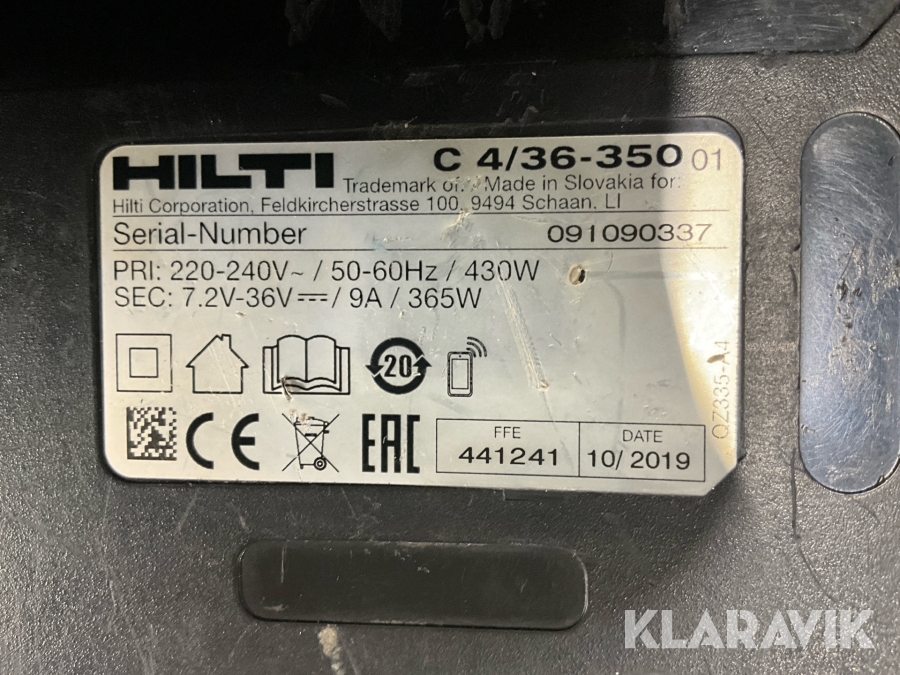 HILTI
C 4/36-350 01
Trademark of Made in Slovakia for:
Hilti Corporation, Feldkircherstrasse 100, 9494 Schaan, LI
Serial-Number 091090337
PRI: 220-240V~ / 50-60Hz / 430W
SEC: 7.2V-36V⎓ / 9A / 365W
20
CE
EAC
FFE
441241
DATE
10/2019
QZ335-A4
KLARAVIK